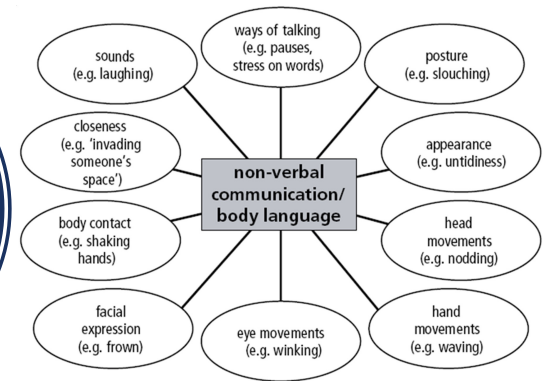 ways of talking
(e.g. pauses,
stress on words)
sounds
(e.g. laughing)
posture
(e.g. slouching)
closeness
(e.g. 'invading
someone's
space')
appearance
(e.g. untidiness)
non-verbal
communication/
body language
body contact
(e.g. shaking
hands)
head
movements
(e.g. nodding)
facial
expression
(e.g. frown)
eye movements
(e.g. winking)
hand
movements
(e.g. waving)